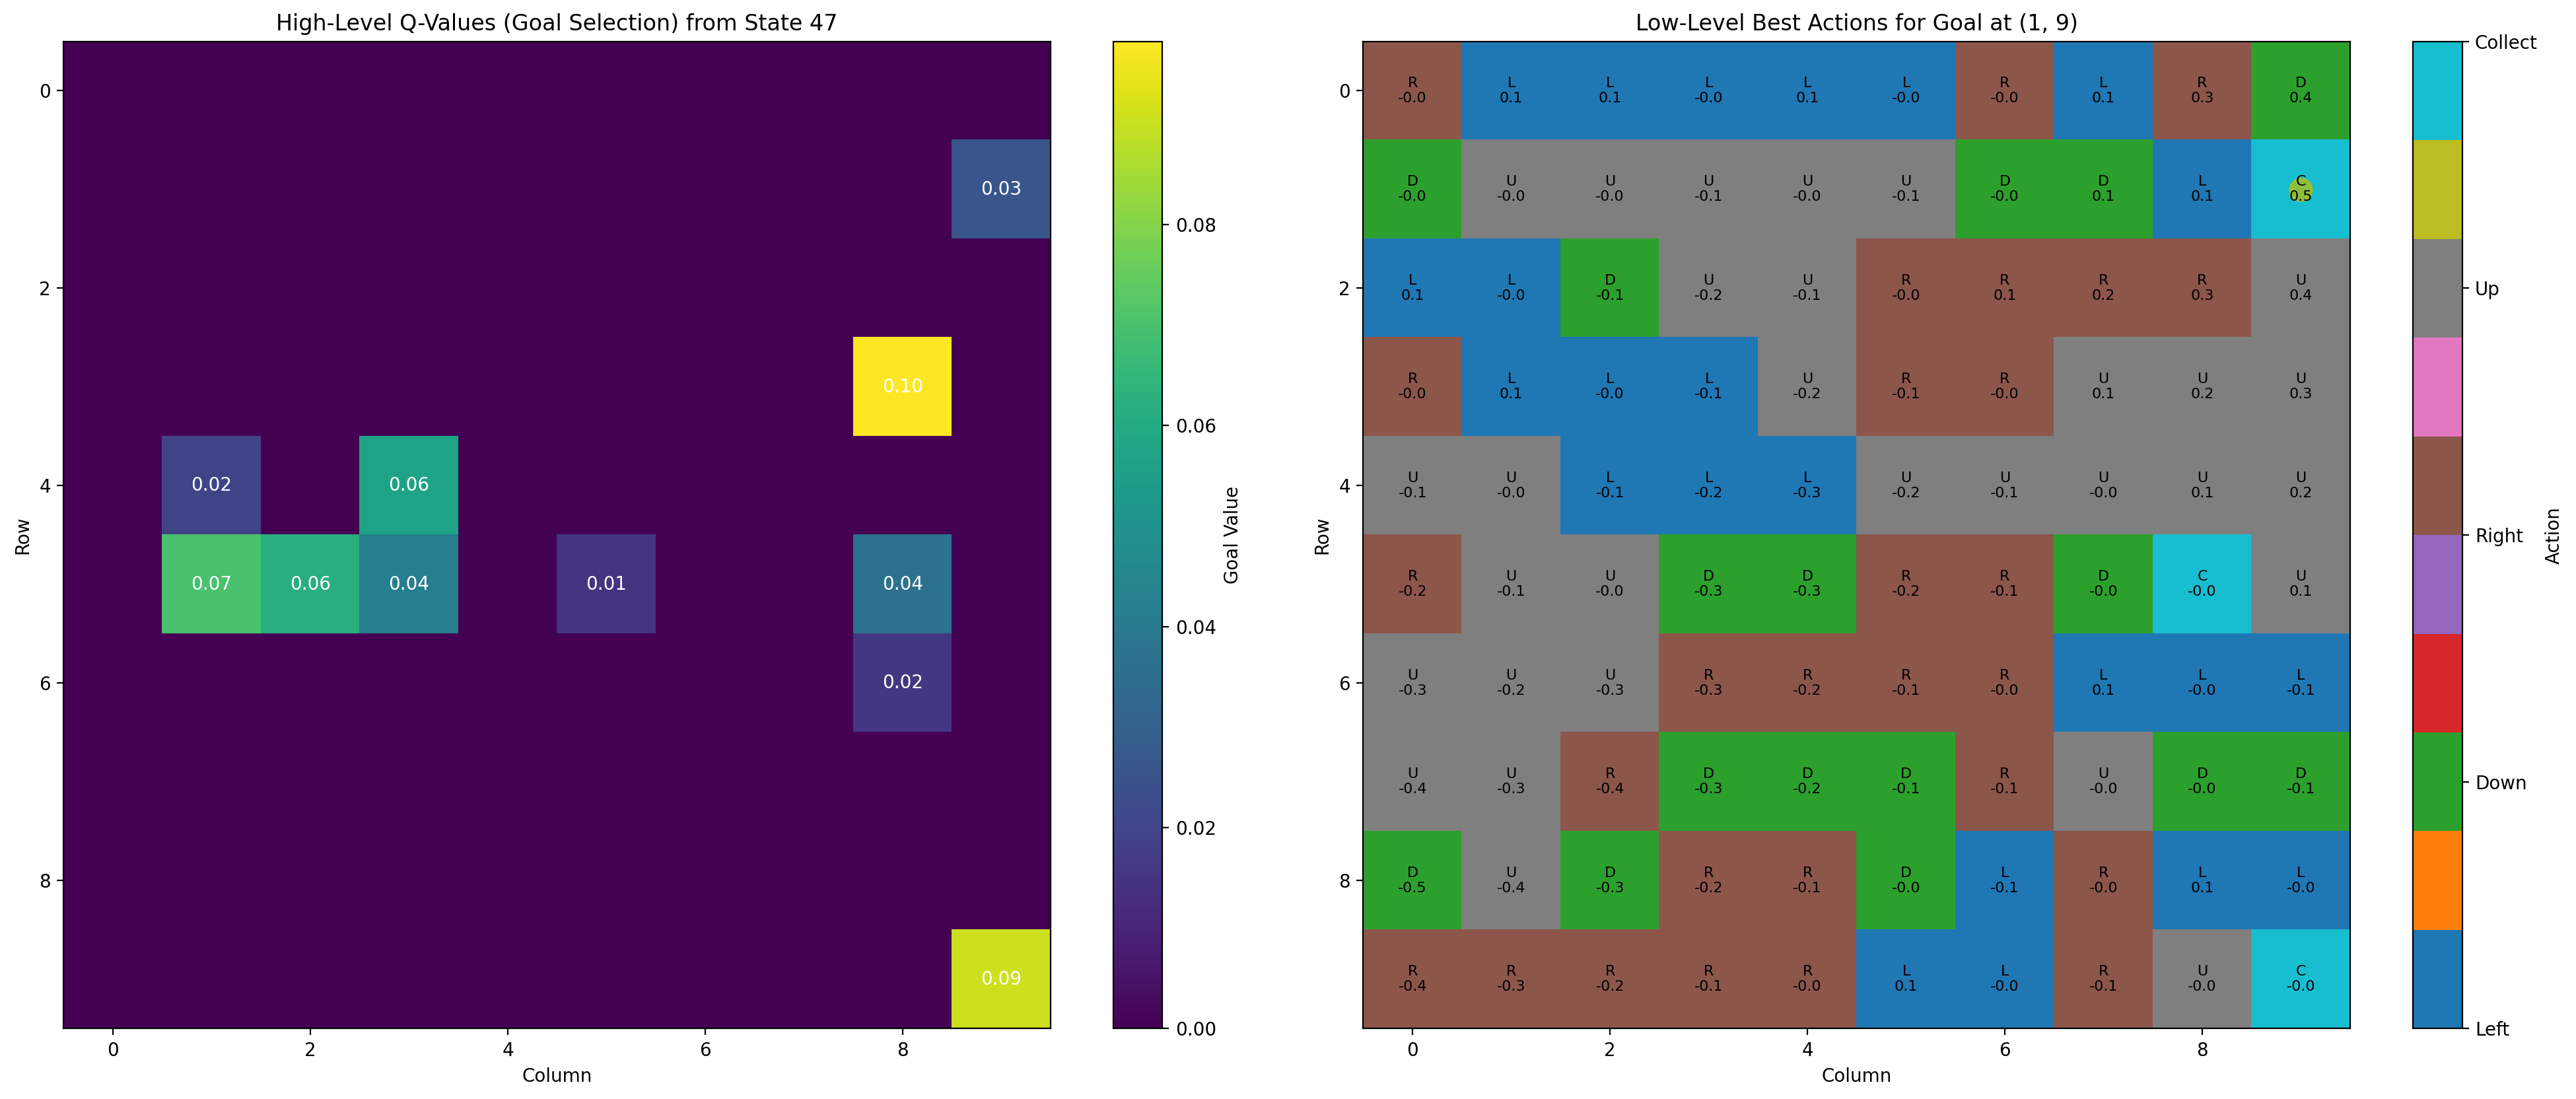 High-Level Q-Values (Goal Selection) from State 47
0
2
4
6
8
Row
0.03
0.10
0.02 0.06
0.07 0.06 0.04 0.01 0.04
0.02
0.09
0 2 4 6 8
Column
0.08
0.06
0.04
0.02
0.00
Goal Value
Low-Level Best Actions for Goal at (1, 9)
0
2
4
6
8
Row
R L L L L L R L R D
-0.0 0.1 0.1 -0.0 0.1 -0.0 -0.0 0.1 0.3 0.4
D U U U U U D D L C
-0.0 -0.0 -0.0 -0.1 -0.0 -0.1 -0.0 0.1 0.1 0.5
L L D U U R R R R U
0.1 -0.0 -0.1 -0.2 -0.1 -0.0 0.1 0.2 0.3 0.4
R L L L U R R U U U
-0.0 0.1 -0.0 -0.1 -0.2 -0.1 -0.0 0.1 0.2 0.3
U U L L L U U U U U
-0.1 -0.0 -0.1 -0.2 -0.3 -0.2 -0.1 -0.0 0.1 0.2
R U U D D R R D C U
-0.2 -0.1 -0.0 -0.3 -0.3 -0.2 -0.1 -0.0 -0.0 0.1
U U U R R R R L L L
-0.3 -0.2 -0.3 -0.3 -0.2 -0.1 -0.0 0.1 -0.0 -0.1
U U R D D D R U D D
-0.4 -0.3 -0.4 -0.3 -0.2 -0.1 -0.1 -0.0 -0.0 -0.1
D U D R R D L R L L
-0.5 -0.4 -0.3 -0.2 -0.1 -0.0 -0.1 -0.0 0.1 -0.0
R R R R R L L R U C
-0.4 -0.3 -0.2 -0.1 -0.0 0.1 -0.0 -0.1 -0.0 -0.0
0 2 4 6 8
Column
Collect
Up
Right
Down
Left
Action